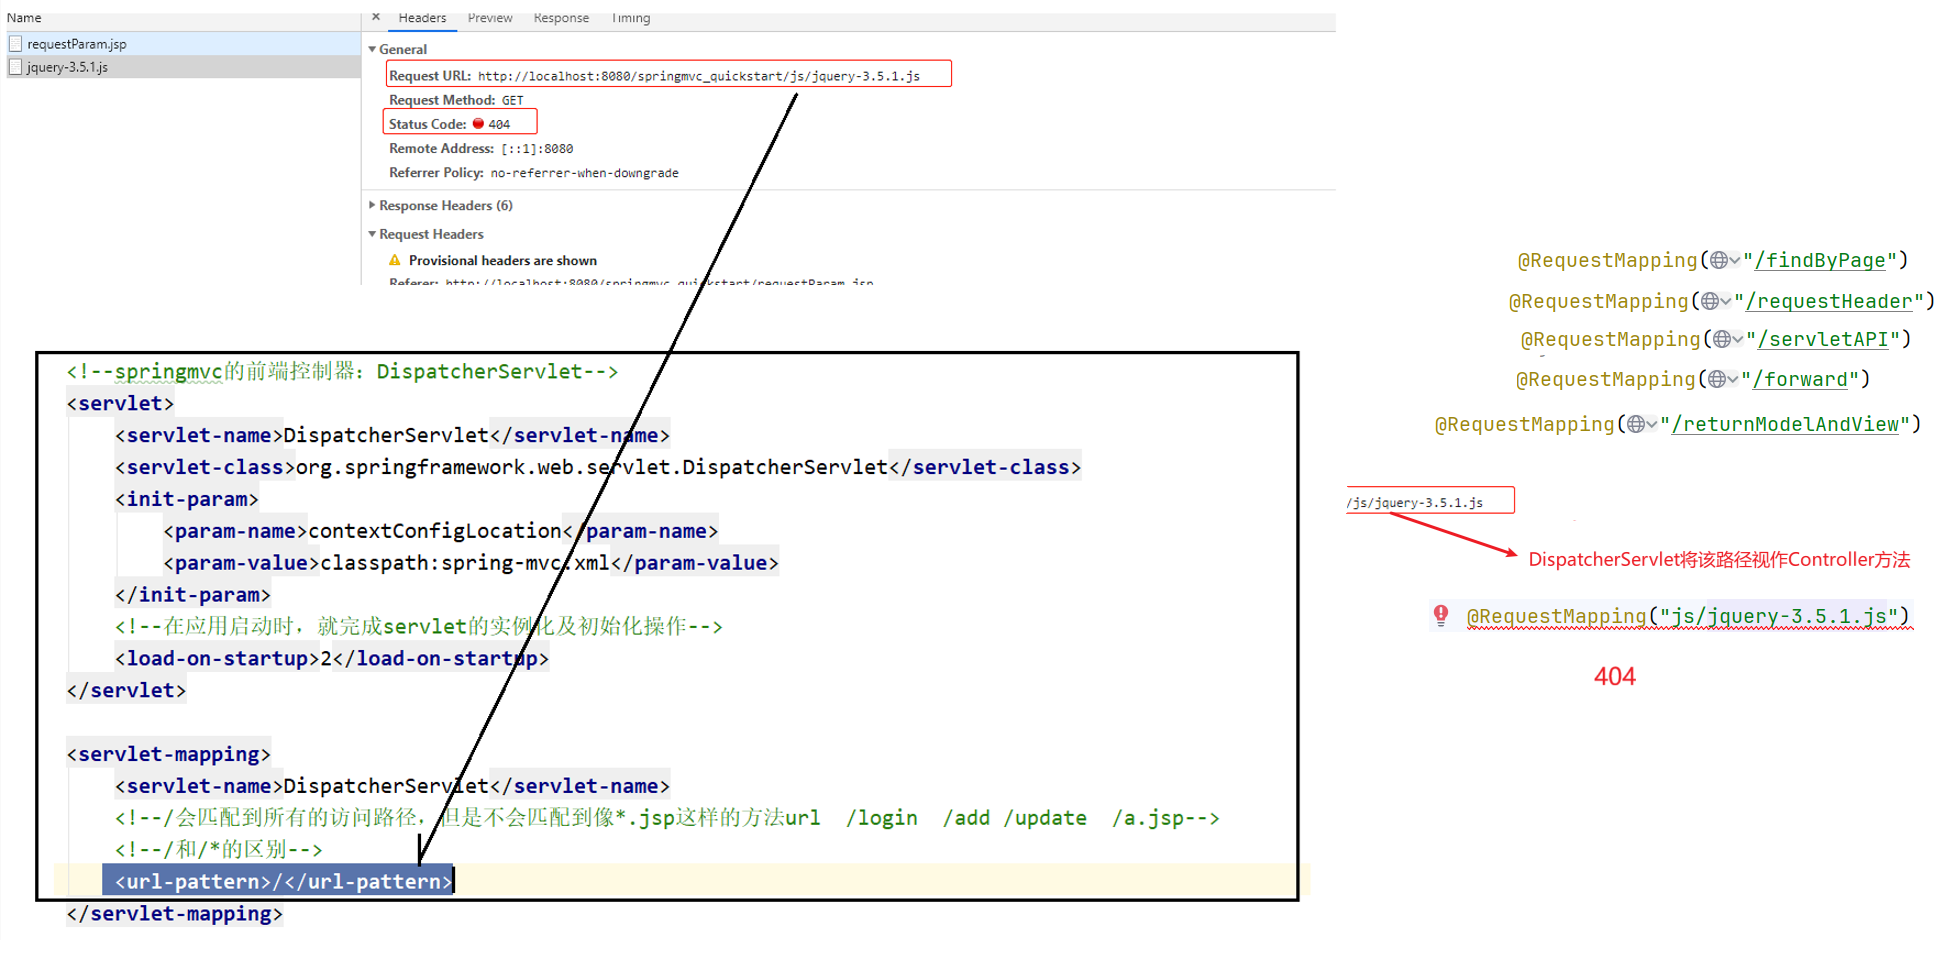 Name
requestParam.jsp
jquery-3.5.1.js
× Headers Preview Response Timing
General
Request URL: http://localhost:8080/springmvc_quickstart/js/jquery-3.5.1.js
Request Method: GET
Status Code: 404
Remote Address: [::1]:8080
Referrer Policy: no-referrer-when-downgrade
Response Headers (6)
Request Headers
Provisional headers are shown
Referer: http://localhost:8080/springmvc_quickstart/requestParam.jsp
<!--springmvc的前端控制器：DispatcherServlet-->
<servlet>
<servlet-name>DispatcherServlet</servlet-name>
<servlet-class>org.springframework.web.servlet.DispatcherServlet</servlet-class>
<init-param>
<param-name>contextConfigLocation</param-name>
<param-value>classpath:spring-mvc.xml</param-value>
</init-param>
<!--在应用启动时，就完成servlet的实例化及初始化操作-->
<load-on-startup>2</load-on-startup>
</servlet>
<servlet-mapping>
<servlet-name>DispatcherServlet</servlet-name>
<!--/会匹配到所有的访问路径，但是不会匹配到像*.jsp这样的方法url /login /add /update /a.jsp-->
<!--/和/*的区别-->
<url-pattern>/</url-pattern>
</servlet-mapping>
@RequestMapping("/findByPage")
@RequestMapping("/requestHeader")
@RequestMapping("/servletAPI")
@RequestMapping("/forward")
@RequestMapping("/returnModelAndView")
/js/jquery-3.5.1.js
DispatcherServlet将该路径视作Controller方法
@RequestMapping("js/jquery-3.5.1.js")
404